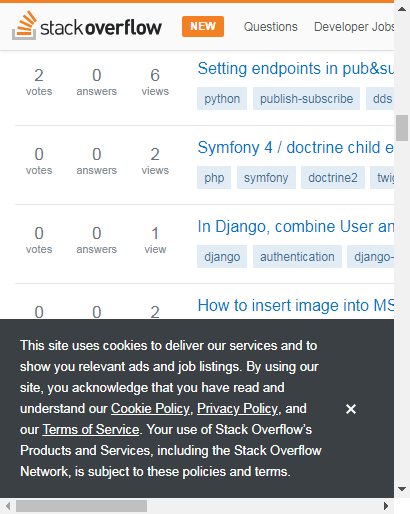 stackoverflow NEW Questions Developer Jobs
2 0 6 Setting endpoints in pub&su
votes answers views python publish-subscribe dds
0 0 2 Symfony 4 / doctrine child e
votes answers views php symfony doctrine2 twig
0 0 1 In Django, combine User an
votes answers view django authentication django-
0 0 2 How to insert image into MS
This site uses cookies to deliver our services and to
show you relevant ads and job listings. By using our
site, you acknowledge that you have read and
understand our Cookie Policy, Privacy Policy, and
our Terms of Service. Your use of Stack Overflow's
Products and Services, including the Stack Overflow
Network, is subject to these policies and terms.